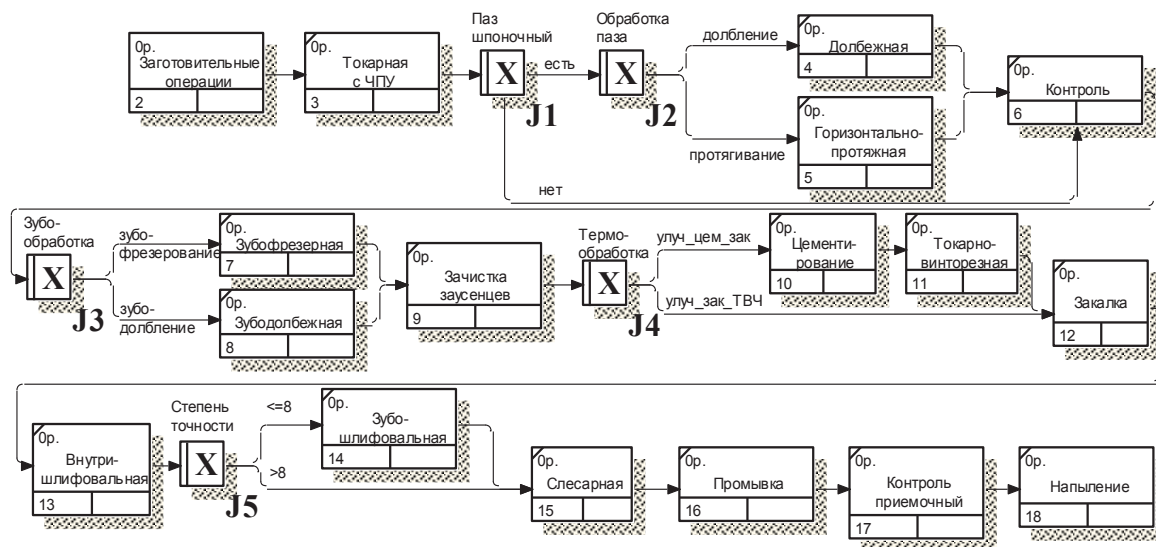 0р.
Заготовительные
операции
2
0р.
Токарная
с ЧПУ
3
Паз
шпоночный
X
J1
есть
нет
Обработка
паза
X
J2
долбление
протягивание
0р.
Долбежная
4
0р.
Горизонтально-
протяжная
5
0р.
Контроль
6
Зубо-
обработка
X
J3
зубо-
фрезерование
зубо-
долбление
0р.
Зубофрезерная
7
0р.
Зубодолбежная
8
0р.
Зачистка
заусенцев
9
Термо-
обработка
X
J4
улуч_цем_зак
улуч_зак_ТВЧ
0р.
Цементи-
рование
10
0р.
Токарно-
винторезная
11
0р.
Закалка
12
0р.
Внутри-
шлифовальная
13
Степень
точности
X
J5
<=8
>8
0р.
Зубо-
шлифовальная
14
0р.
Слесарная
15
0р.
Промывка
16
0р.
Контроль
приемочный
17
0р.
Напыление
18